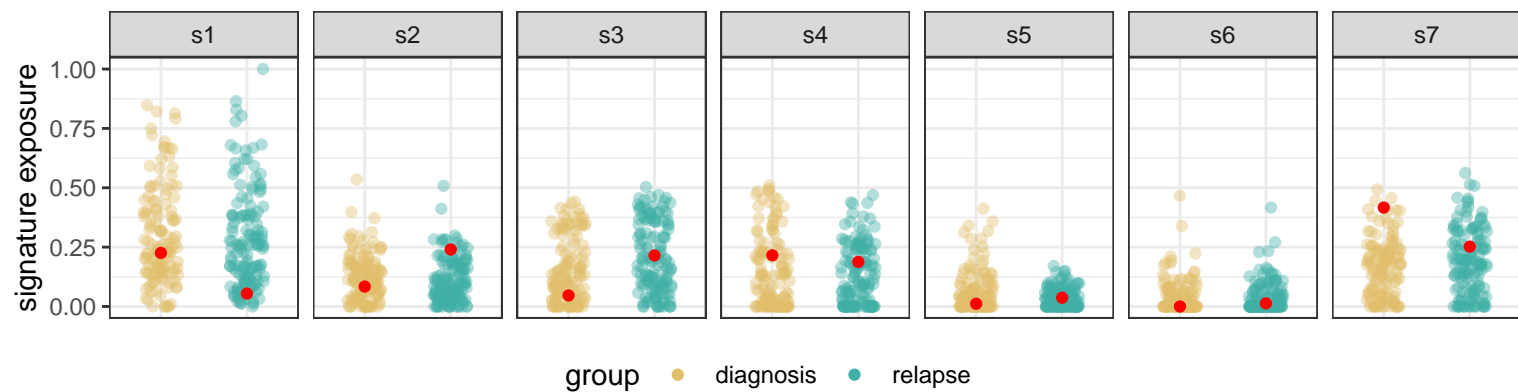 s1 s2 s3 s4 s5 s6 s7
signature exposure
1.00
0.75
0.50
0.25
0.00
group diagnosis relapse